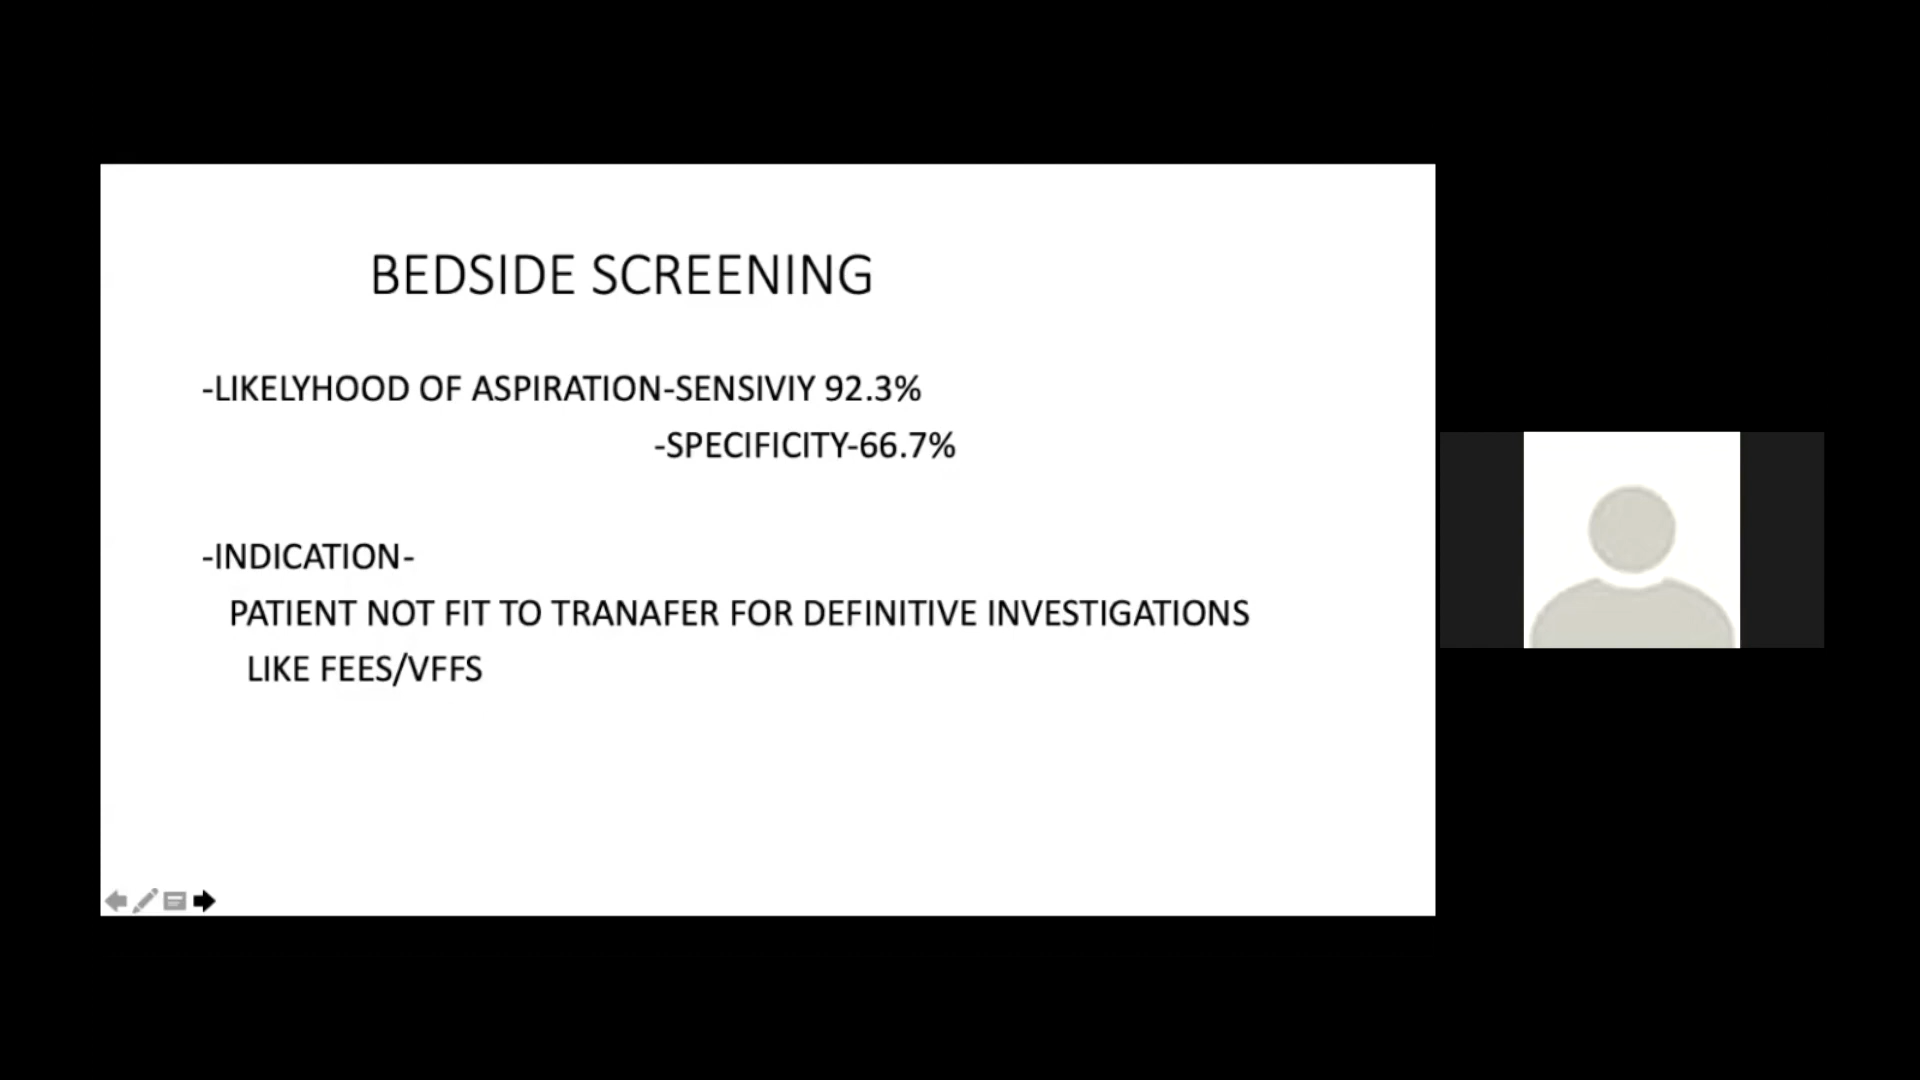 BEDSIDE SCREENING
-LIKELYHOOD OF ASPIRATION-SENSIVIY 92.3%
-SPECIFICITY-66.7%
-INDICATION-
PATIENT NOT FIT TO TRANAFER FOR DEFINITIVE INVESTIGATIONS
LIKE FEES/VFFS